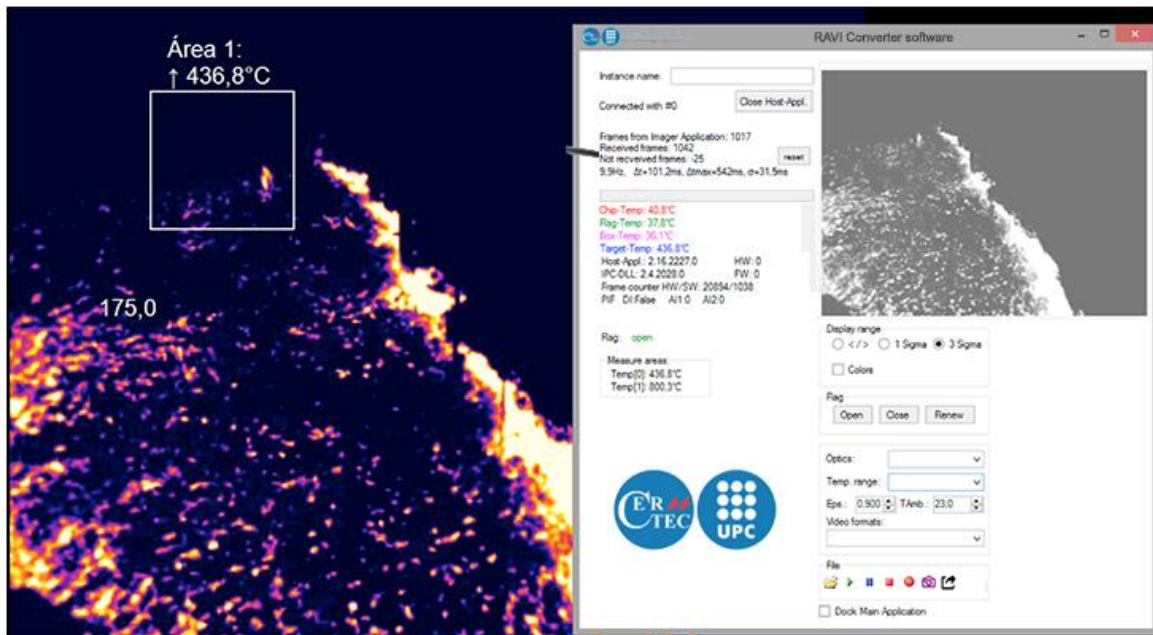 Área 1:
↑ 436,8°C
175,0
RAVI Converter software
Instance name:
Connected with #0
Close Host-Appl.
Frames from Imager Application: 1017
Received frames: 1042
Not recverived frames: -25
reset
9,9Hz, Δt=101,2ms, Δtmax=542ms, σ=31,5ms
Chip-Temp: 40,8°C
Flag-Temp: 37,8°C
Box-Temp: 36,1°C
Target-Temp: 436,8°C
Host-Appl.: 2.16.2227.0 HW: 0
IPC-DLL: 2.4.2028.0 FW: 0
Frame counter HW/SW: 20894/1038
PIF DI:False AI1:0 AI2:0
Flag: open
Measure areas
Temp[0]: 436.8°C
Temp[1]: 800,3°C
CERTEC
UPC
Display range
</> 1 Sigma 3 Sigma
Colors
Flag
Open Close Renew
Optics:
Temp. range:
Eps.: 0,900 TAmb.: 23,0
Video formats:
File
Dock Main Application